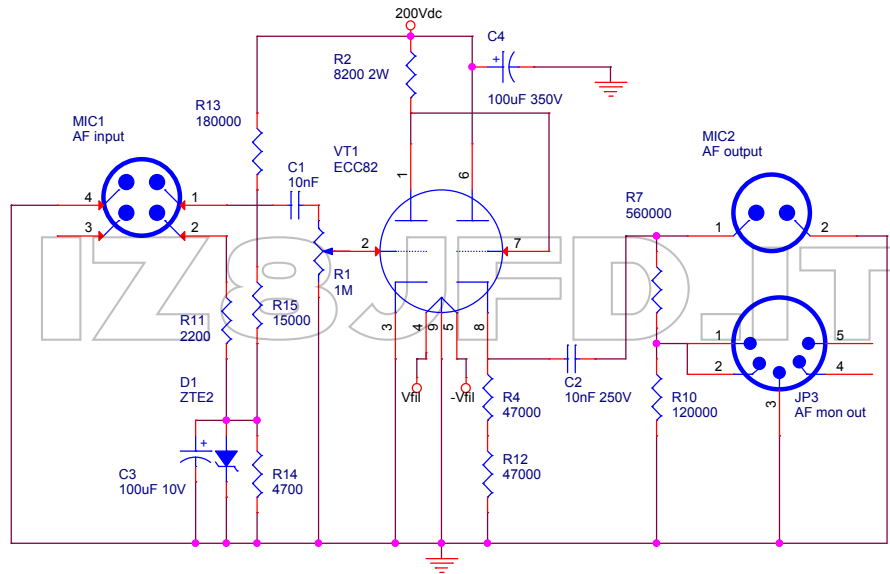 200Vdc
C4
100uF 350V
R2
8200 2W
R13
180000
MIC1
AF input
4
1
3
2
C1
10nF
VT1
ECC82
1
6
2
7
MIC2
AF output
R7
560000
1
2
IZ8JFD.IT
R1
1M
R11
2200
R15
15000
3
4
9
5
8
Vfil
-Vfil
C2
10nF 250V
R4
47000
R12
47000
1
5
2
4
3
R10
120000
JP3
AF mon out
D1
ZTE2
C3
100uF 10V
R14
4700
+
+